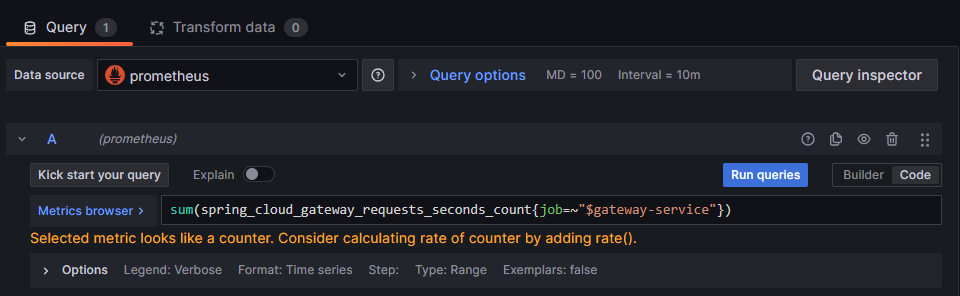 Query 1 Transform data 0
Data source prometheus Query options MD = 100 Interval = 10m Query inspector
A (prometheus)
Kick start your query Explain Run queries Builder Code
Metrics browser > sum(spring_cloud_gateway_requests_seconds_count{job=~"$gateway-service"})
Selected metric looks like a counter. Consider calculating rate of counter by adding rate().
Options Legend: Verbose Format: Time series Step: Type: Range Exemplars: false